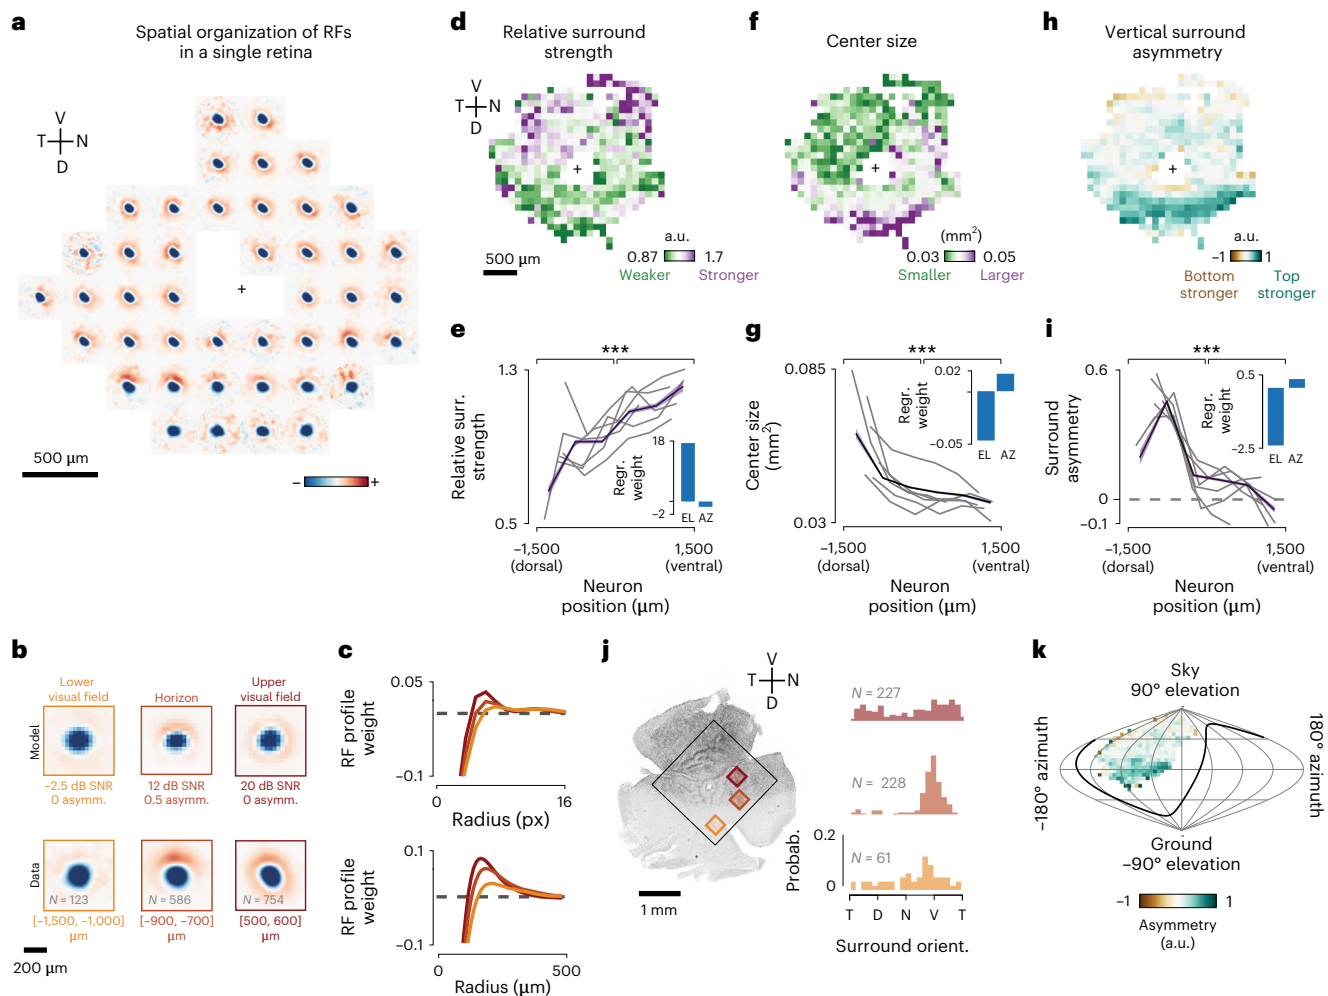 a
Spatial organization of RFs
in a single retina
V
T N
D
+
500 µm
− +
b
Lower
visual field
Horizon
Upper
visual field
Model
−2.5 dB SNR
0 asymm.
12 dB SNR
0.5 asymm.
20 dB SNR
0 asymm.
Data
N = 123
N = 586
N = 754
[−1,500, −1,000]
µm
[−900, −700]
µm
[500, 600]
µm
200 µm
c
RF profile
weight
0.05
−0.1
0 16
Radius (px)
RF profile
weight
0.1
−0.1
0 500
Radius (µm)
d
Relative surround
strength
V
T N
D
+
500 µm
a.u.
0.87 1.7
Weaker Stronger
e
***
Relative surr.
strength
1.3
0.5
Regr.
weight
18
−2
EL AZ
−1,500
(dorsal)
1,500
(ventral)
Neuron
position (µm)
f
Center size
+
(mm²)
0.03 0.05
Smaller Larger
g
***
Center size
(mm²)
0.085
0.03
Regr.
weight
0.02
−0.05
EL AZ
−1,500
(dorsal)
1,500
(ventral)
Neuron
position (µm)
h
Vertical surround
asymmetry
+
a.u.
−1 1
Bottom
stronger
Top
stronger
i
***
Surround
asymmetry
0.6
0
−0.1
Regr.
weight
0.5
−2.5
EL AZ
−1,500
(dorsal)
1,500
(ventral)
Neuron
position (µm)
j
V
T N
D
1 mm
N = 227
N = 228
N = 61
Probab.
0.2
0
T D N V T
Surround orient.
k
Sky
90° elevation
−180° azimuth
180° azimuth
Ground
−90° elevation
−1 1
Asymmetry
(a.u.)